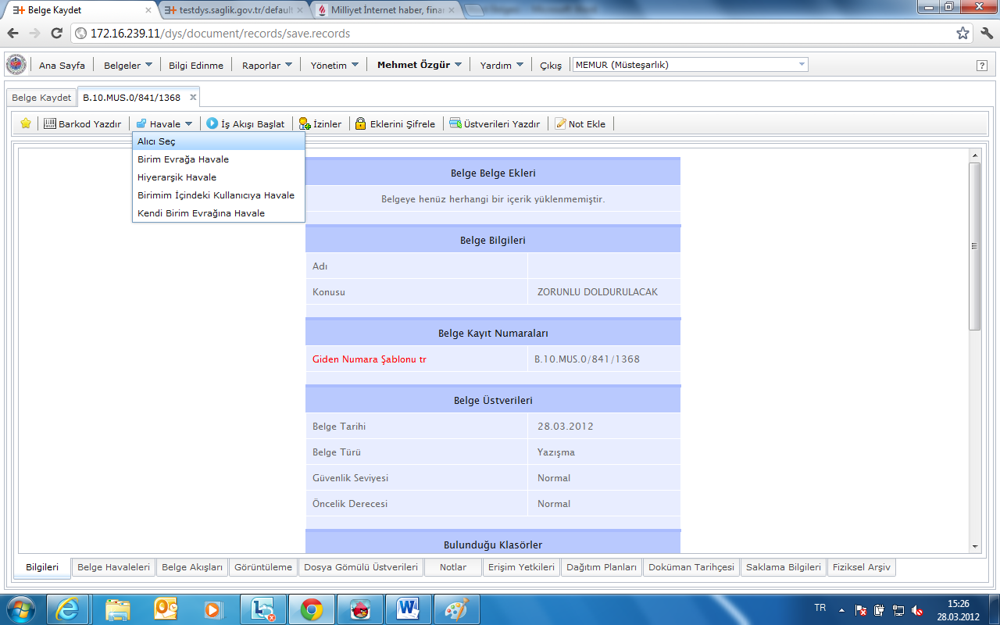 Belge Kaydet
testdys.saglik.gov.tr/default
Milliyet İnternet haber, finan
172.16.239.11/dys/document/records/save.records
Ana Sayfa Belgeler Bilgi Edinme Raporlar Yönetim Mehmet Özgür Yardım Çıkış MEMUR (Müsteşarlık) ?
Belge Kaydet B.10.MUS.0/841/1368
Barkod Yazdır Havale İş Akışı Başlat İzinler Eklerini Şifrele Üstverileri Yazdır Not Ekle
Alıcı Seç
Birim Evrağa Havale
Hiyerarşik Havale
Birimim İçindeki Kullanıcıya Havale
Kendi Birim Evrağına Havale
Belge Belge Ekleri
Belgeye henüz herhangi bir içerik yüklenmemiştir.
Belge Bilgileri
Adı
Konusu ZORUNLU DOLDURULACAK
Belge Kayıt Numaraları
Giden Numara Şablonu tr B.10.MUS.0/841/1368
Belge Üstverileri
Belge Tarihi 28.03.2012
Belge Türü Yazışma
Güvenlik Seviyesi Normal
Öncelik Derecesi Normal
Bulunduğu Klasörler
Bilgileri Belge Havaleleri Belge Akışları Görüntüleme Dosya Gömülü Üstverileri Notlar Erişim Yetkileri Dağıtım Planları Doküman Tarihçesi Saklama Bilgileri Fiziksel Arşiv
TR 15:26
28.03.2012